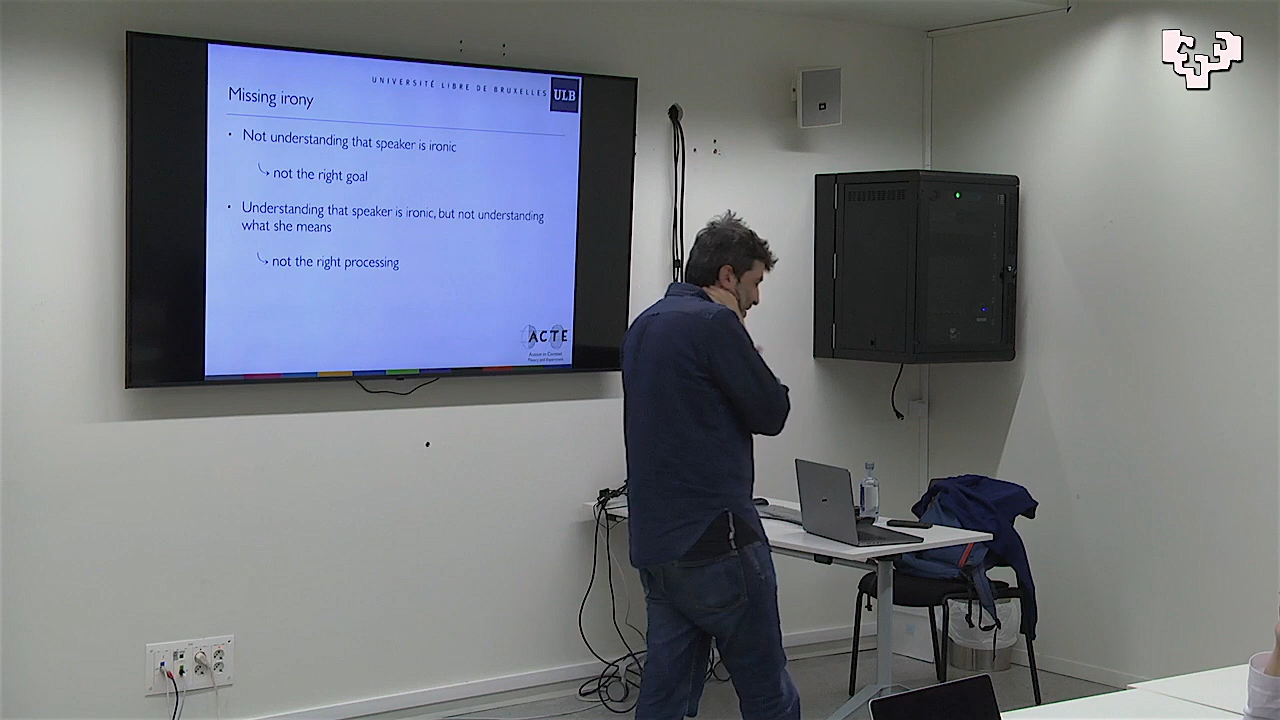 UNIVERSITÉ LIBRE DE BRUXELLES
ULB
Missing irony
• Not understanding that speaker is ironic
not the right goal
• Understanding that speaker is ironic, but not understanding
what she means
not the right processing
ACTE